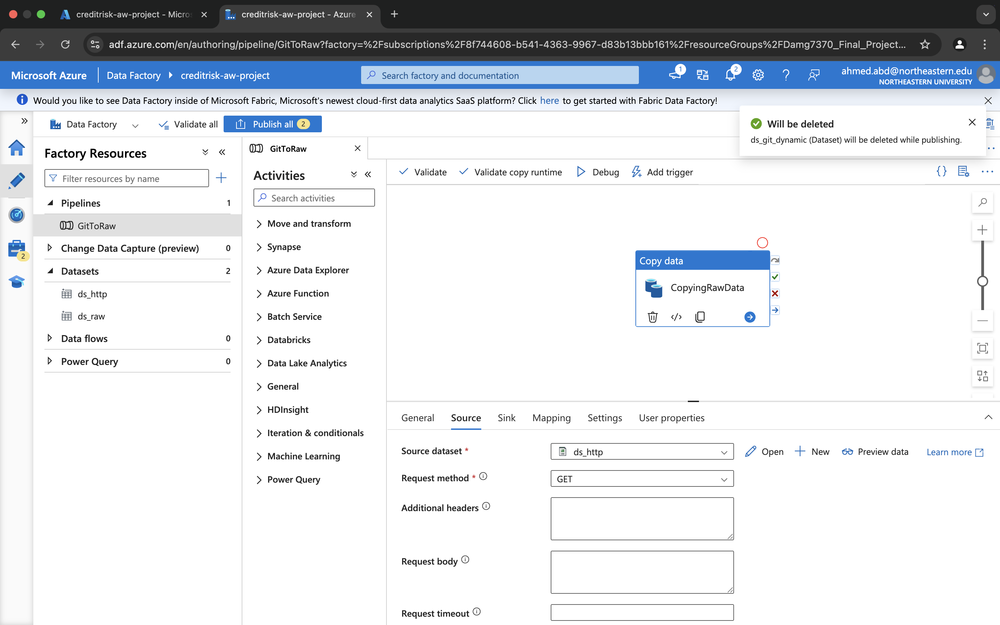 creditrisk-aw-project - Micros
creditrisk-aw-project - Azure
adf.azure.com/en/authoring/pipeline/GitToRaw?factory=%2Fsubscriptions%2F8f744608-b541-4363-9967-d83b13bbb161%2FresourceGroups%2FDamg7370_Final_Project...
Microsoft Azure
Data Factory
creditrisk-aw-project
Search factory and documentation
1
2
ahmed.abd@northeastern.edu
NORTHEASTERN UNIVERSITY
Would you like to see Data Factory inside of Microsoft Fabric, Microsoft's newest cloud-first data analytics SaaS platform? Click here to get started with Fabric Data Factory!
Data Factory
Validate all
Publish all 2
Will be deleted
ds_git_dynamic (Dataset) will be deleted while publishing.
2
Factory Resources
Filter resources by name
Pipelines 1
GitToRaw
Change Data Capture (preview) 0
Datasets 2
ds_http
ds_raw
Data flows 0
Power Query 0
GitToRaw
Activities
Search activities
Move and transform
Synapse
Azure Data Explorer
Azure Function
Batch Service
Databricks
Data Lake Analytics
General
HDInsight
Iteration & conditionals
Machine Learning
Power Query
Validate
Validate copy runtime
Debug
Add trigger
Copy data
CopyingRawData
General
Source
Sink
Mapping
Settings
User properties
Source dataset *
ds_http
Open
New
Preview data
Learn more
Request method *
GET
Additional headers
Request body
Request timeout